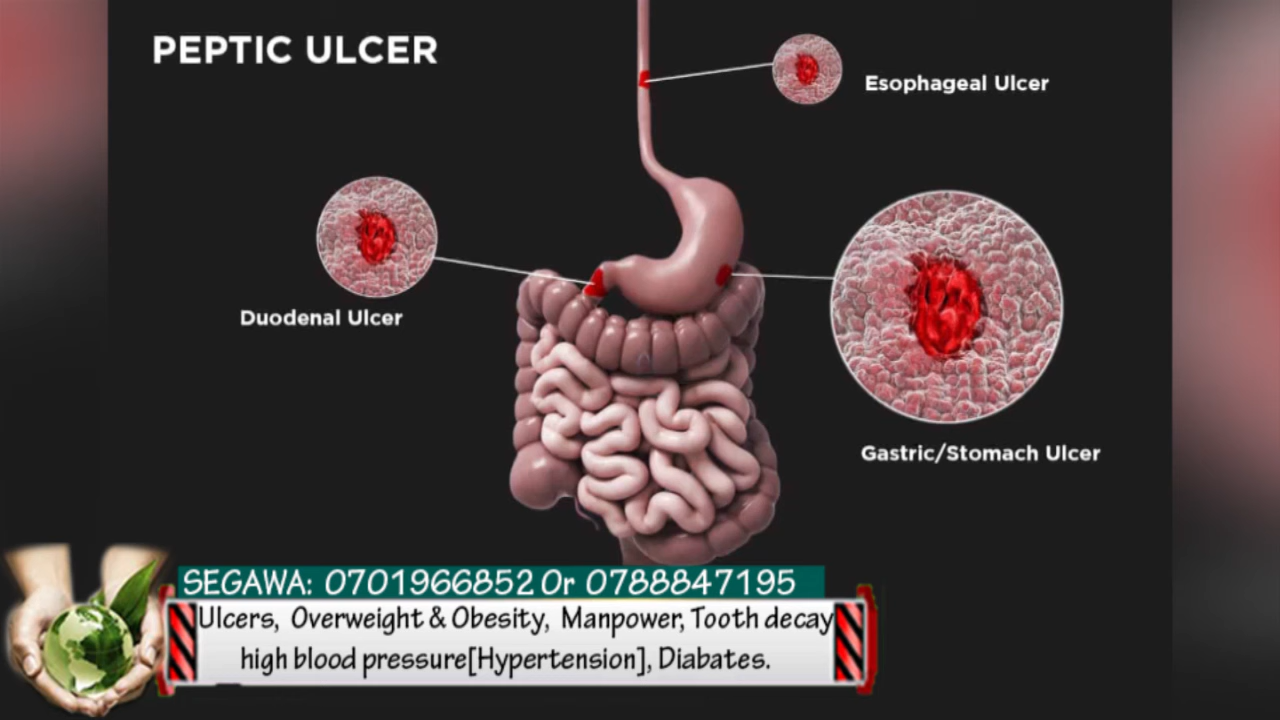 PEPTIC ULCER
Esophageal Ulcer
Duodenal Ulcer
Gastric/Stomach Ulcer
SEGAWA: 0701966852 Or 0788847195
Ulcers, Overweight & Obesity, Manpower, Tooth decay
high blood pressure[Hypertension], Diabates.